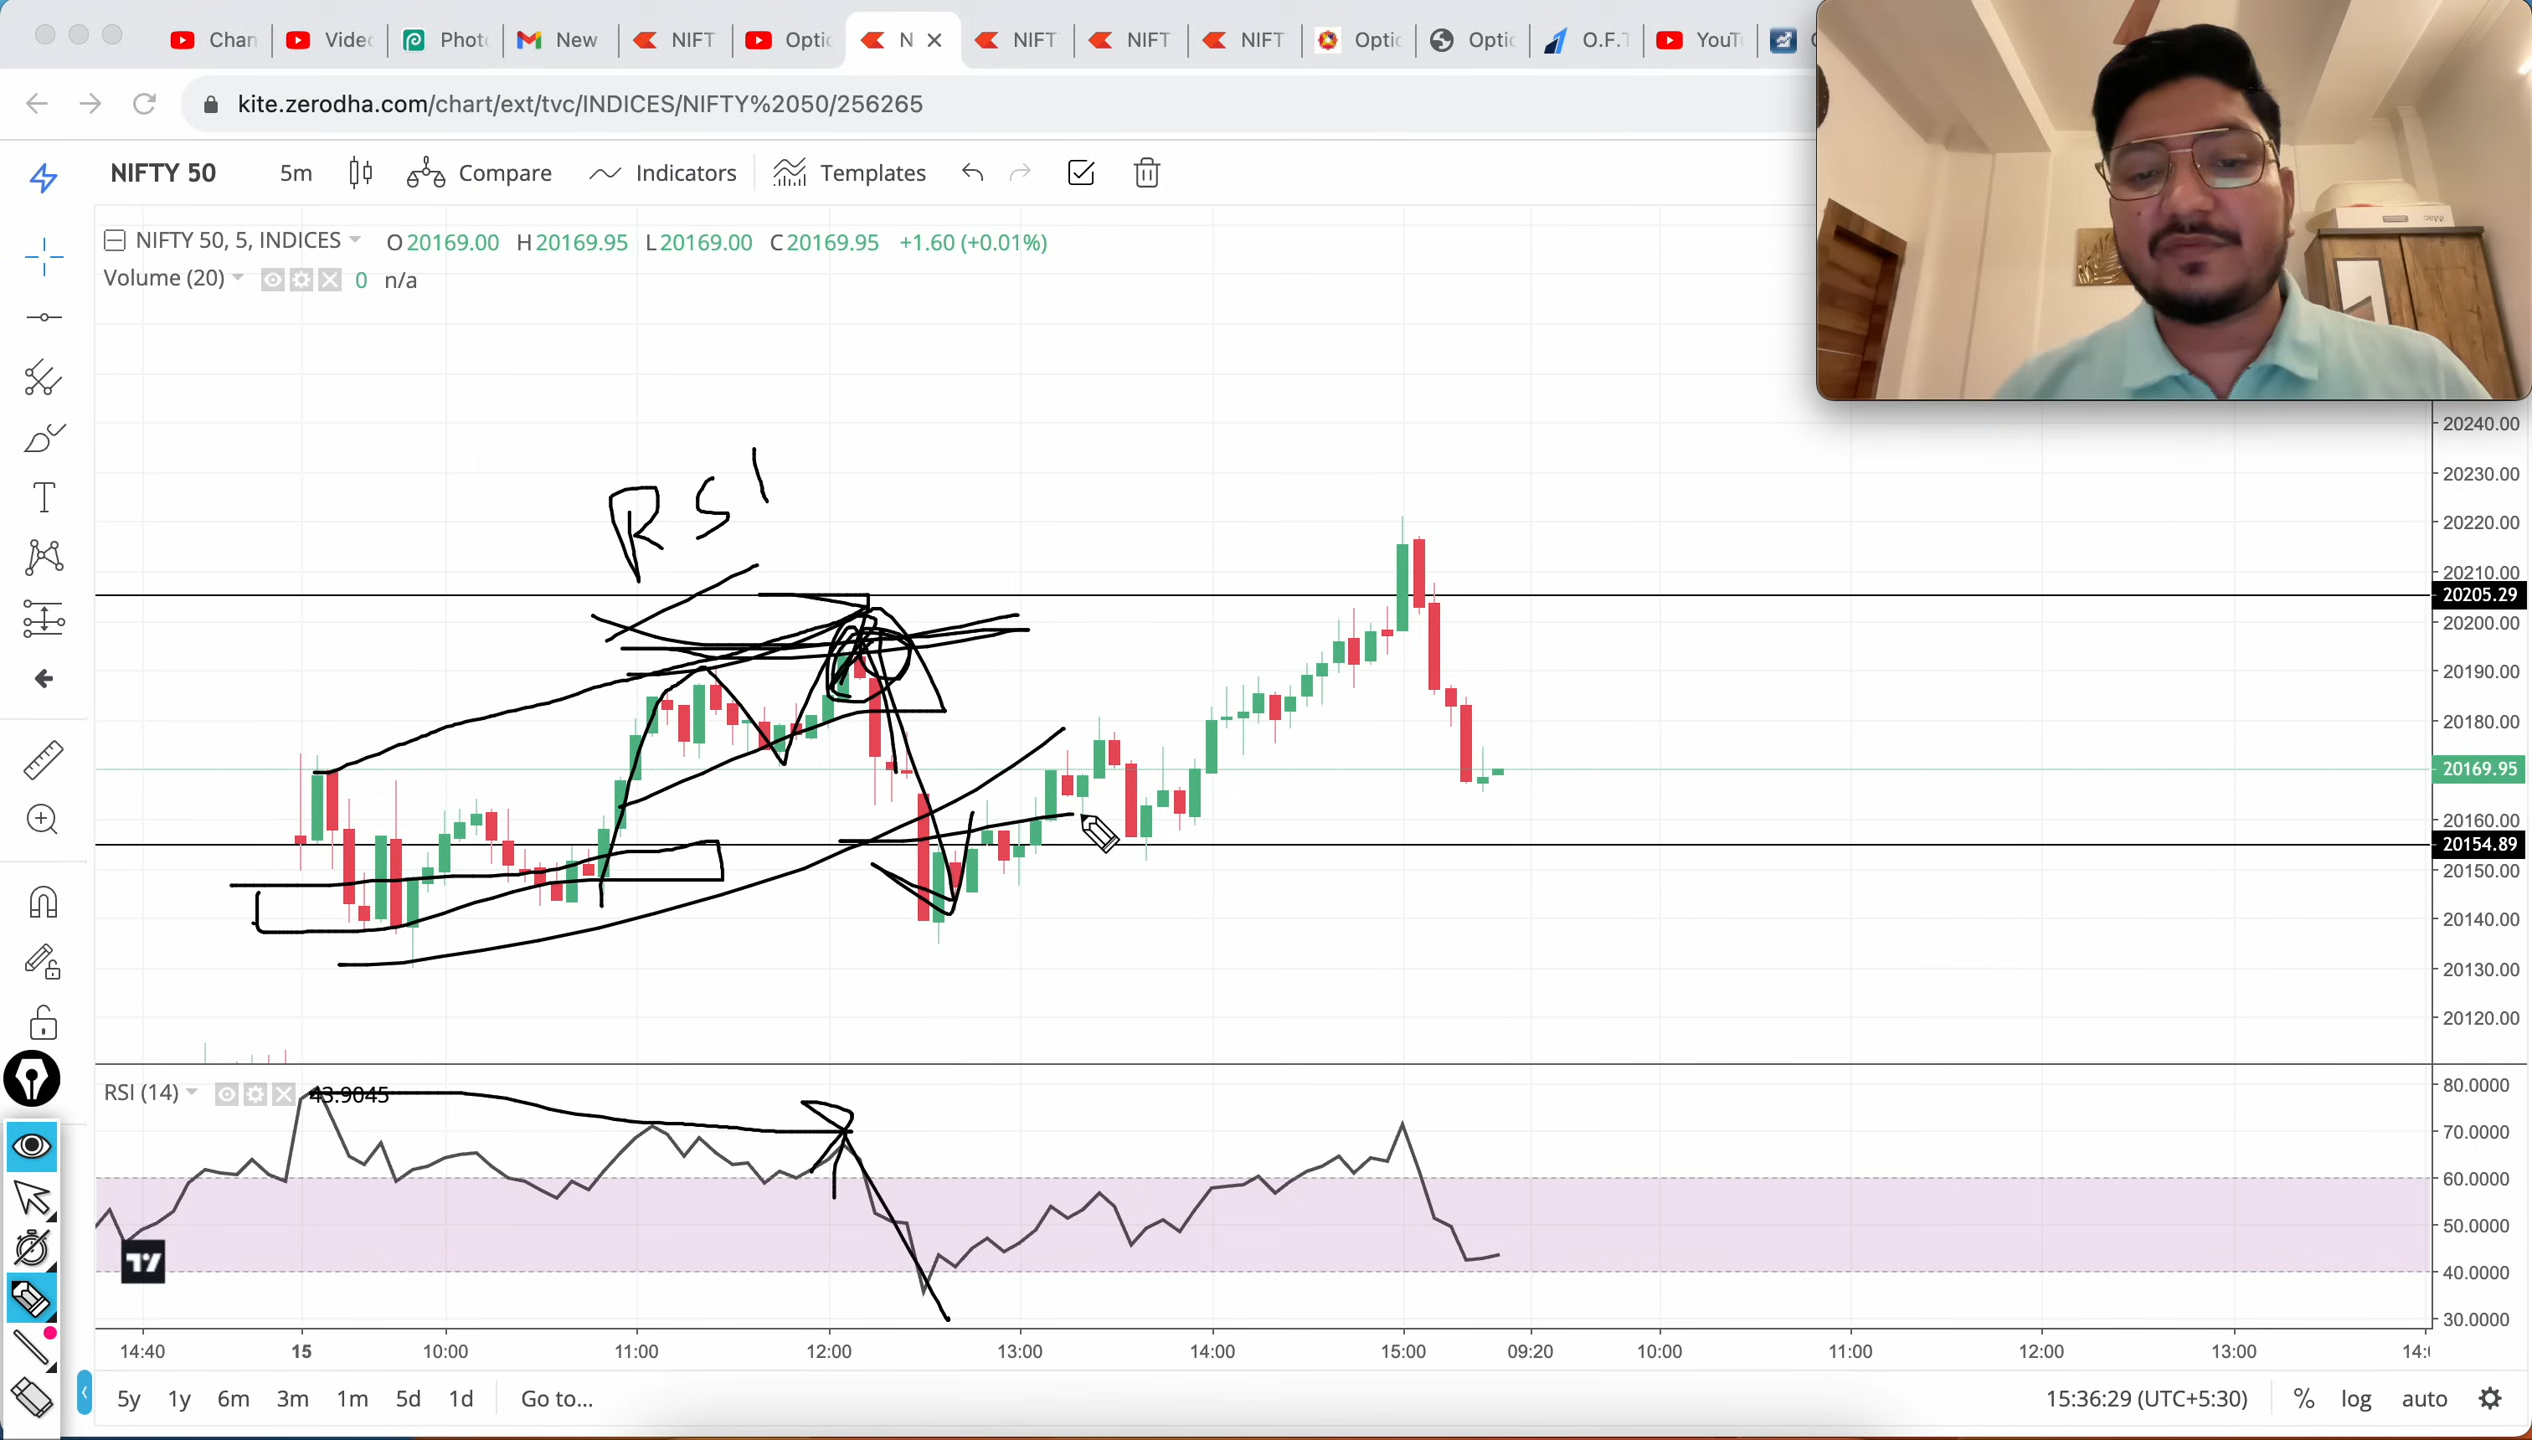 Chan Vide Phot New NIFT Optic N NIFT NIFT NIFT Optic Optic O.F.T YouTu
kite.zerodha.com/chart/ext/tvc/INDICES/NIFTY%2050/256265
NIFTY 50 5m Compare Indicators Templates
NIFTY 50, 5, INDICES O 20169.00 H 20169.95 L 20169.00 C 20169.95 +1.60 (+0.01%)
Volume (20) 0 n/a
RSI
20240.00
20230.00
20220.00
20210.00
20205.29
20200.00
20190.00
20180.00
20169.95
20160.00
20154.89
20150.00
20140.00
20130.00
20120.00
RSI (14) 43.9045
80.0000
70.0000
60.0000
50.0000
40.0000
30.0000
14:40 15 10:00 11:00 12:00 13:00 14:00 15:00 09:20 10:00 11:00 12:00 13:00
5y 1y 6m 3m 1m 5d 1d Go to... 15:36:29 (UTC+5:30) % log auto